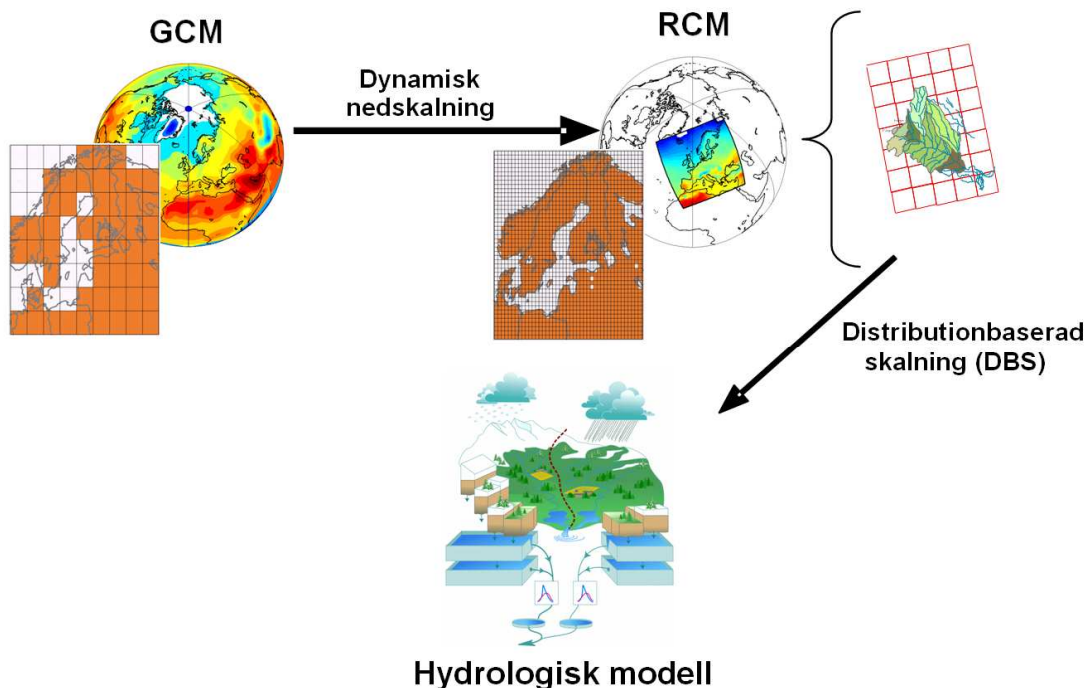 GCM
RCM
Dynamisk
nedskalning
Distributionbaserad
skalning (DBS)
Hydrologisk modell